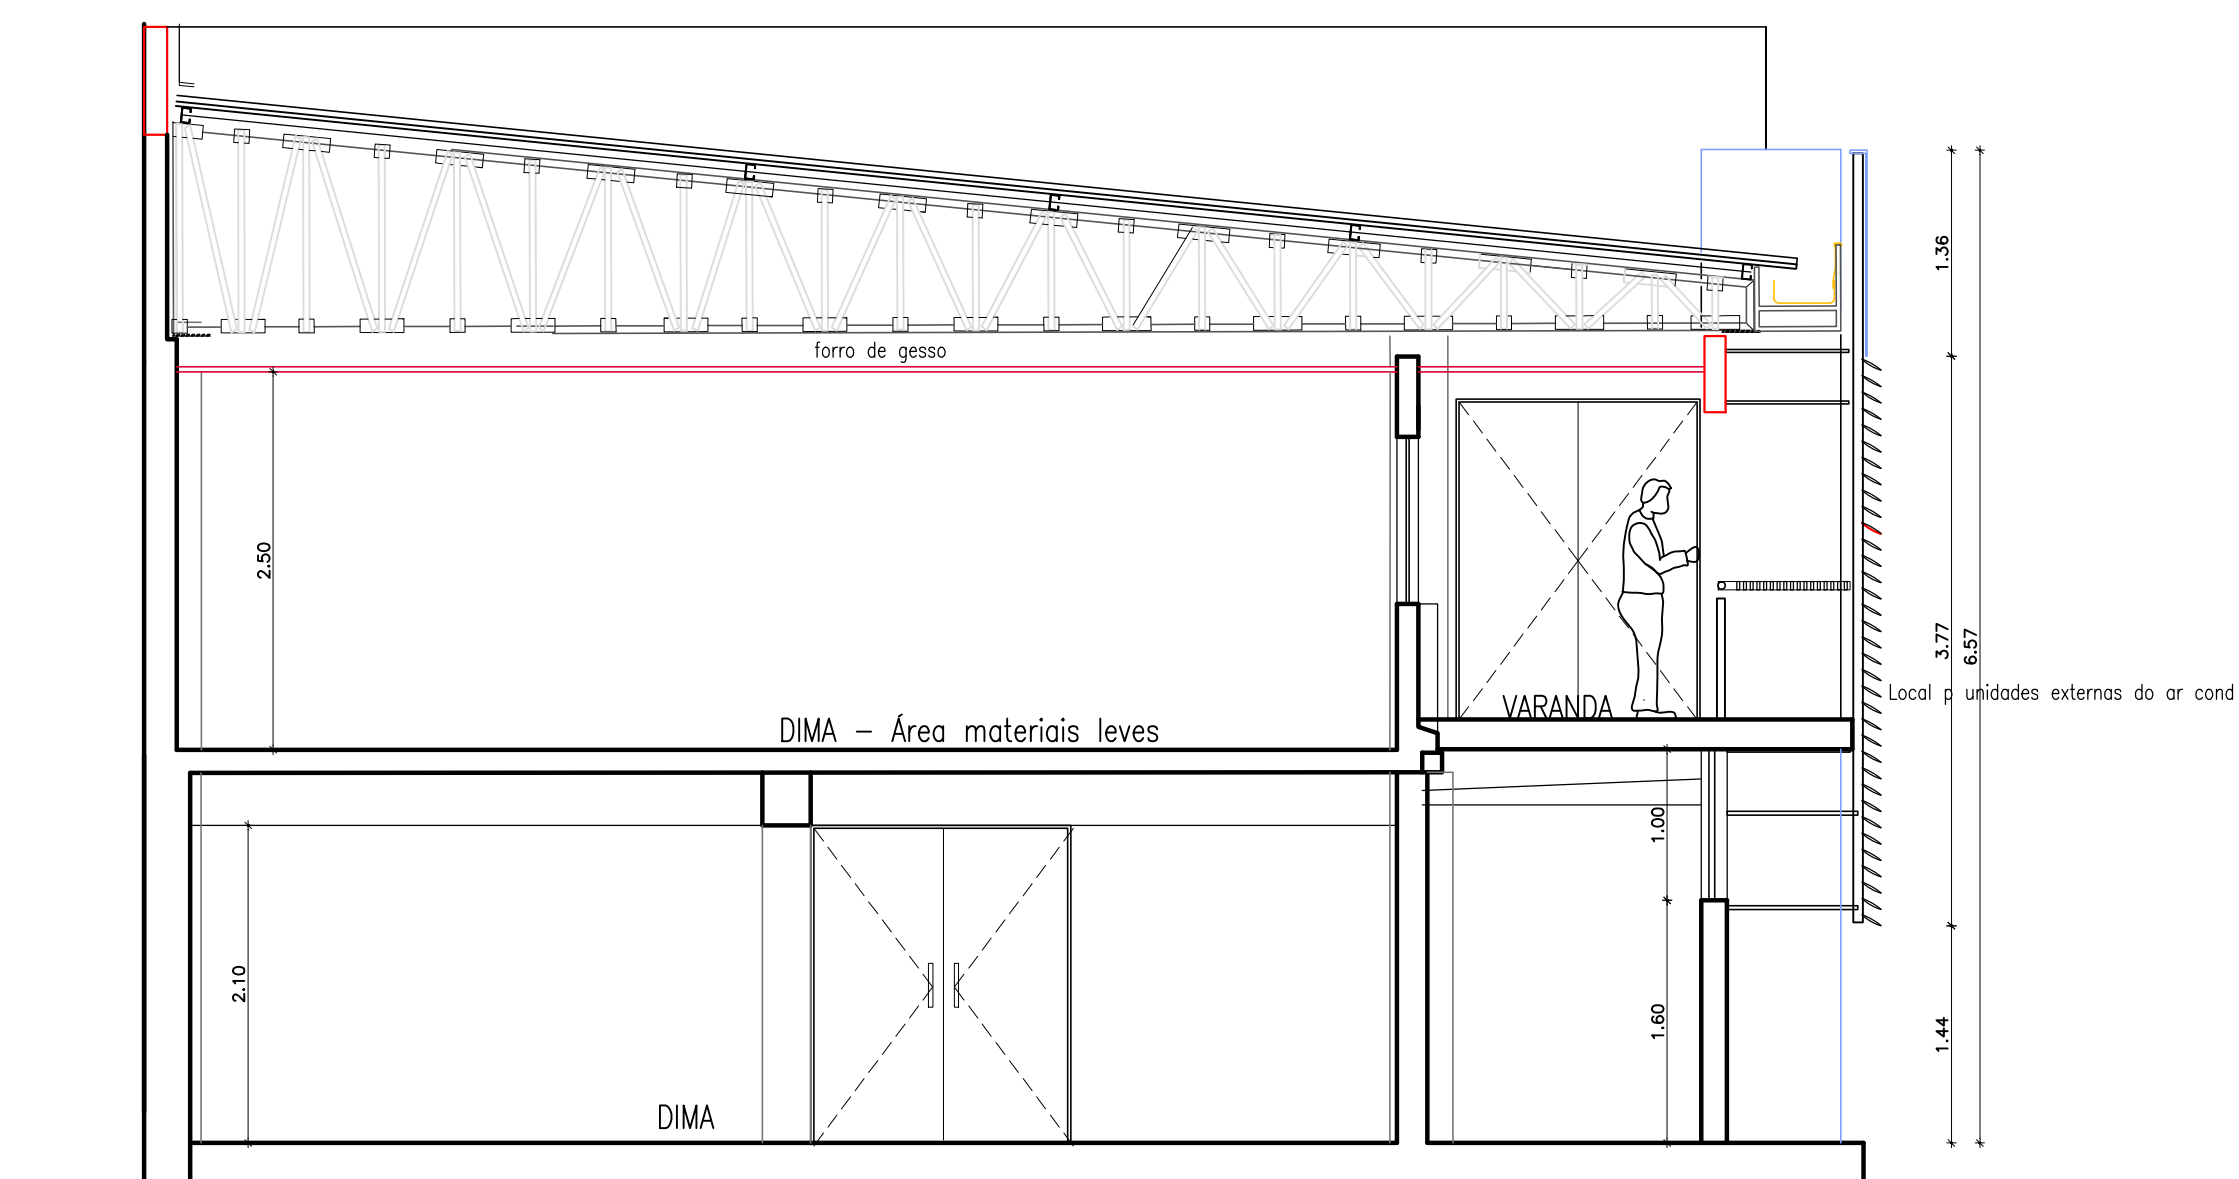 1.36
forro de gesso
2.50
3.77
6.57
Local p unidades externas do ar cond
VARANDA
DIMA – Área materiais leves
1.00
2.10
1.60
1.44
DIMA